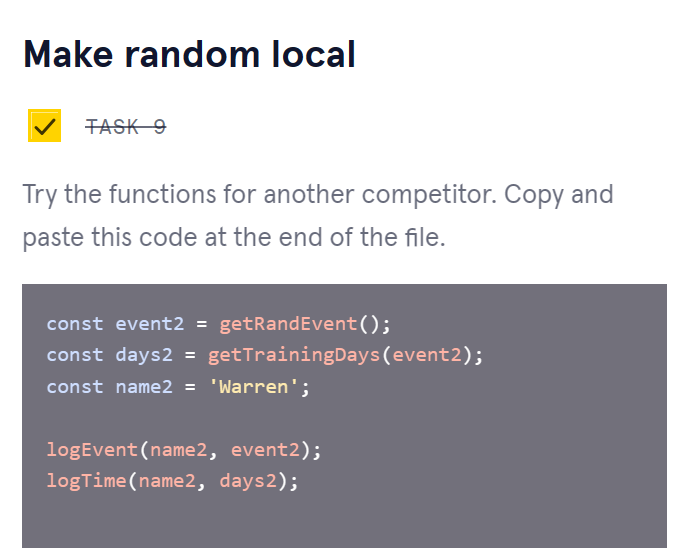 Make random local
TASK 9
Try the functions for another competitor. Copy and
paste this code at the end of the file.
const event2 = getRandEvent();
const days2 = getTrainingDays(event2);
const name2 = 'Warren';
logEvent(name2, event2);
logTime(name2, days2);